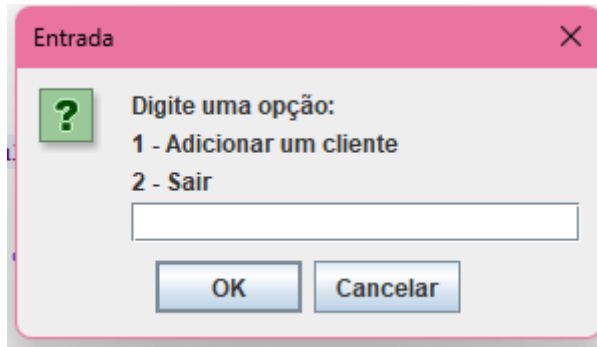 Entrada
?
Digite uma opção:
1 - Adicionar um cliente
2 - Sair
OK Cancelar